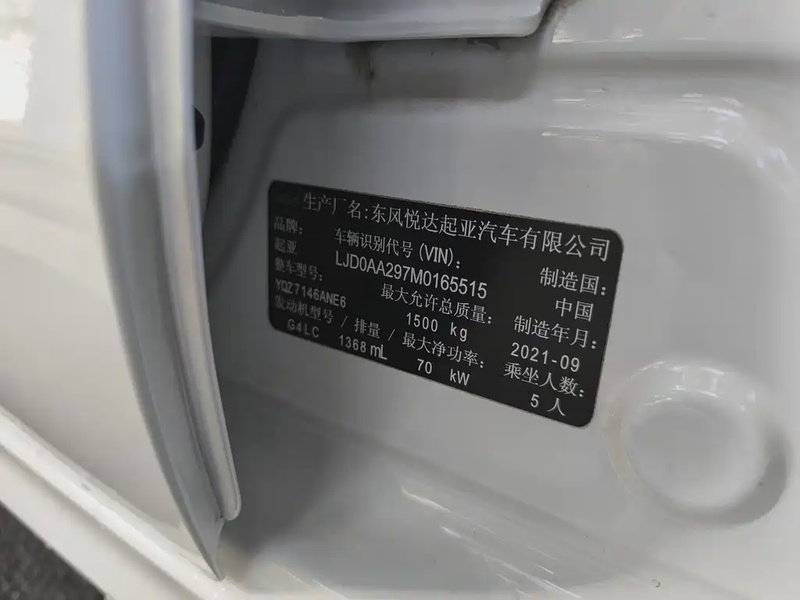 生产厂名:东风悦达起亚汽车有限公司
品牌: 车辆识别代号(VIN): 制造国:
起亚 LJD0AA297M0165515 中国
整车型号: 最大允许总质量: 制造年月:
YQZ7146ANE6 1500 kg 2021-09
发动机型号 / 排量 / 最大净功率: 乘坐人数:
G4LC 1368 mL 70 kW 5 人